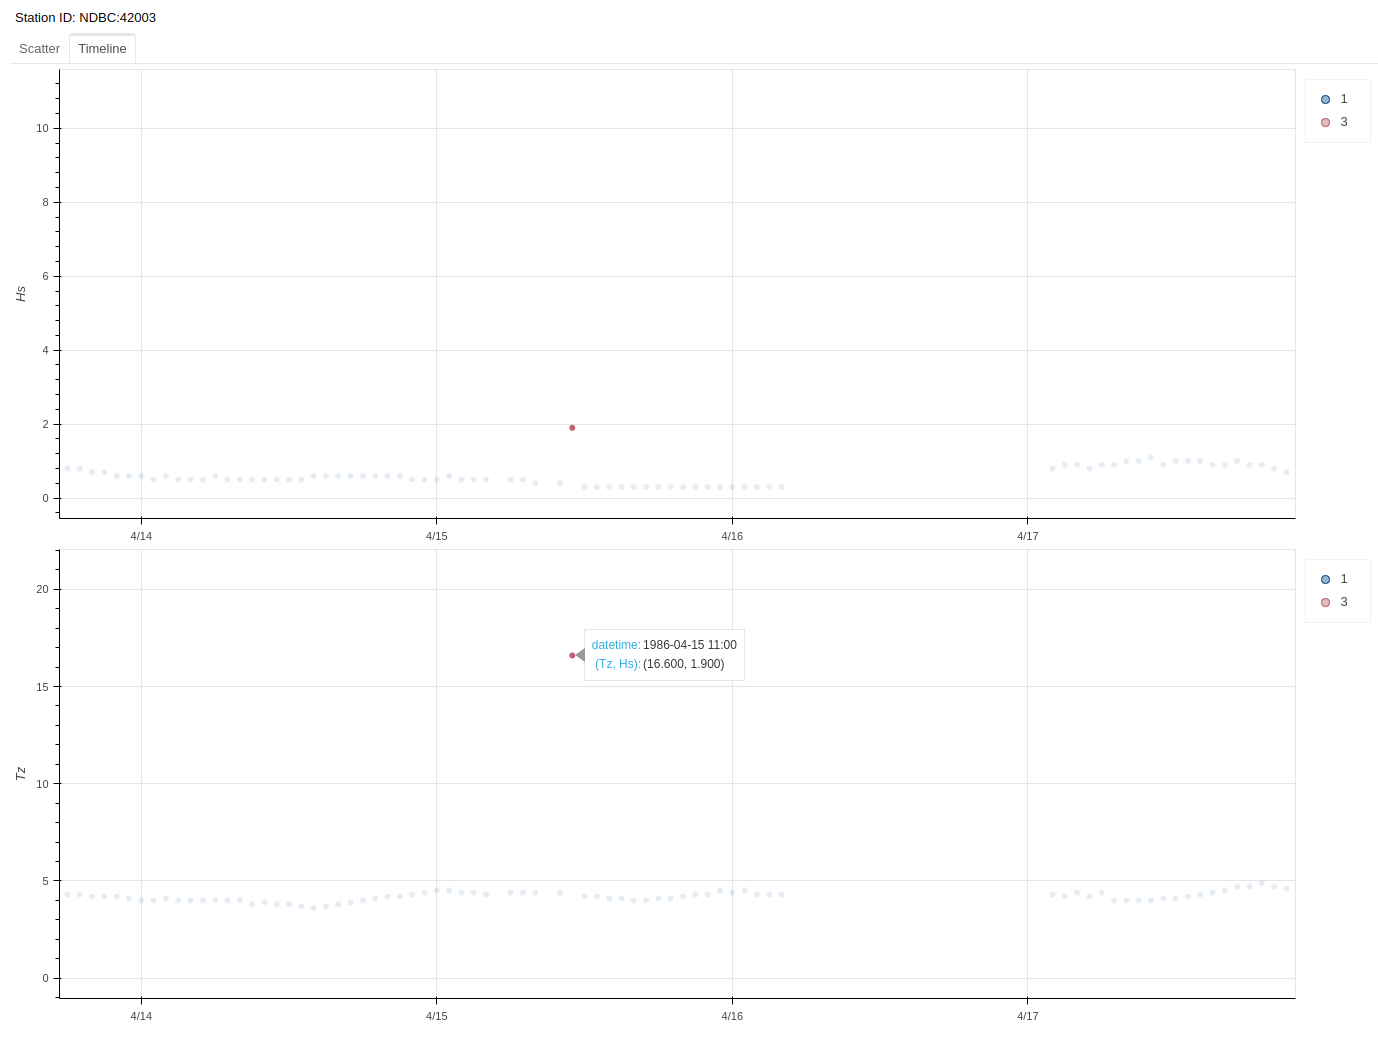 Station ID: NDBC:42003
Scatter Timeline
10
8
6
4
2
0
Hs
4/14 4/15 4/16 4/17
1
3
20
15
10
5
0
Tz
datetime: 1986-04-15 11:00
(Tz, Hs): (16.600, 1.900)
4/14 4/15 4/16 4/17
1
3